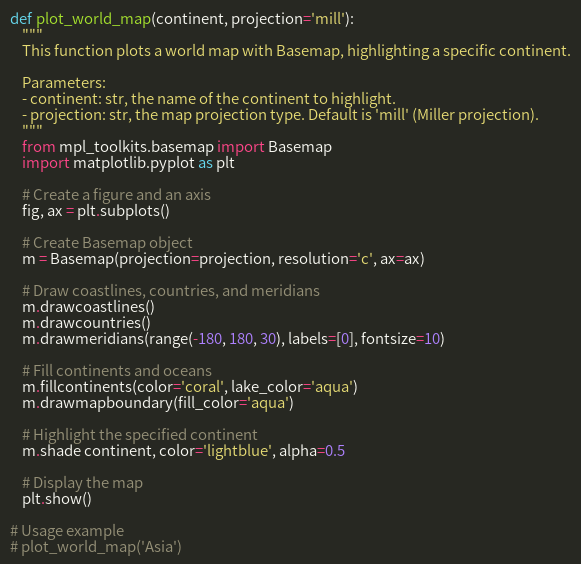 def plot_world_map(continent, projection='mill'):
    """
    This function plots a world map with Basemap, highlighting a specific continent.

    Parameters:
    - continent: str, the name of the continent to highlight.
    - projection: str, the map projection type. Default is 'mill' (Miller projection).
    """
    from mpl_toolkits.basemap import Basemap
    import matplotlib.pyplot as plt

    # Create a figure and an axis
    fig, ax = plt.subplots()

    # Create Basemap object
    m = Basemap(projection=projection, resolution='c', ax=ax)

    # Draw coastlines, countries, and meridians
    m.drawcoastlines()
    m.drawcountries()
    m.drawmeridians(range(-180, 180, 30), labels=[0], fontsize=10)

    # Fill continents and oceans
    m.fillcontinents(color='coral', lake_color='aqua')
    m.drawmapboundary(fill_color='aqua')

    # Highlight the specified continent
    m.shade continent, color='lightblue', alpha=0.5

    # Display the map
    plt.show()

# Usage example
# plot_world_map('Asia')